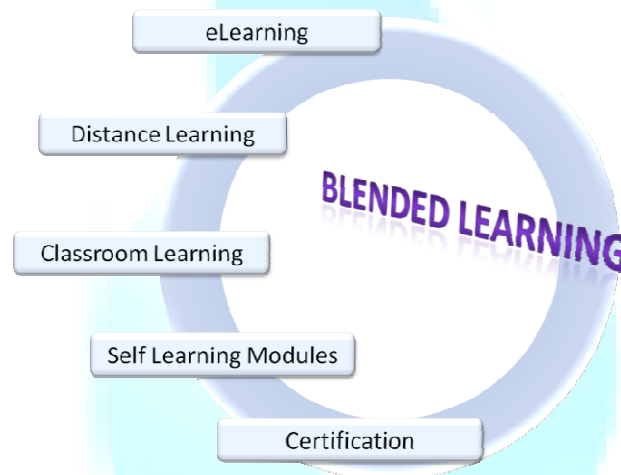 eLearning
Distance Learning
BLENDED LEARNING
Classroom Learning
Self Learning Modules
Certification